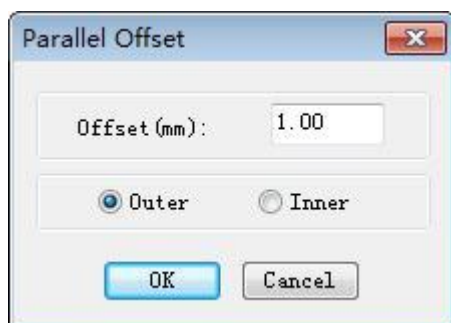 Parallel Offset
Offset(mm): 1.00
Outer Inner
OK Cancel